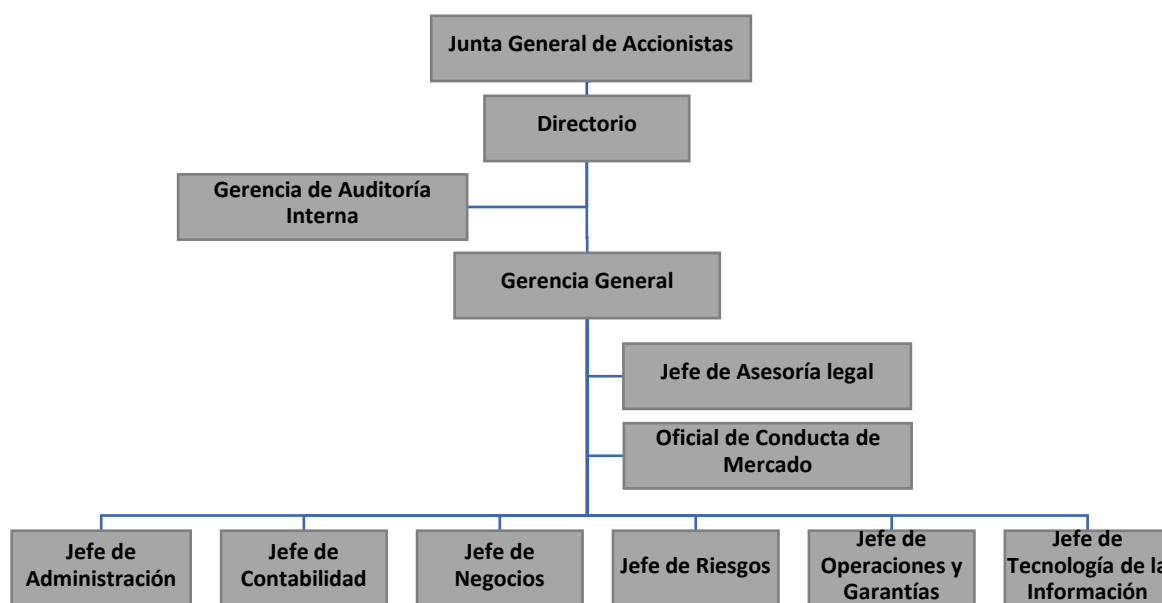 Junta General de Accionistas
Directorio
Gerencia de Auditoría
Interna
Gerencia General
Jefe de Asesoría legal
Oficial de Conducta de
Mercado
Jefe de
Administración
Jefe de
Contabilidad
Jefe de
Negocios
Jefe de Riesgos
Jefe de
Operaciones y
Garantías
Jefe de
Tecnología de la
Información